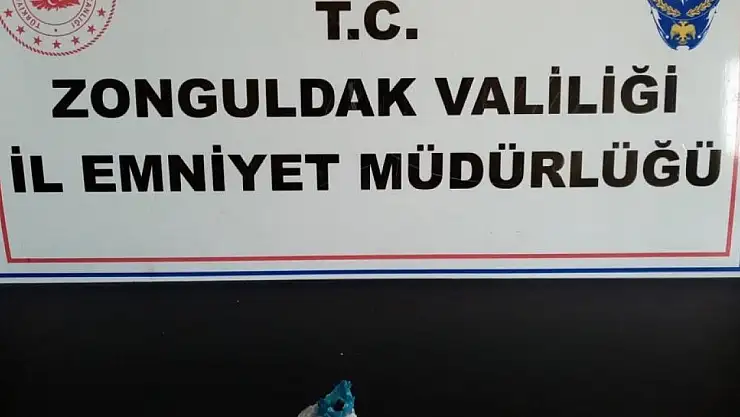 T.C.
ZONGULDAK VALİLİĞİ
İL EMNİYET MÜDÜRLÜĞÜ